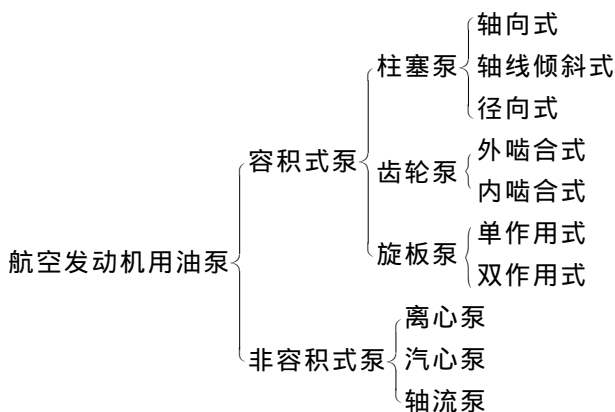 轴向式
柱塞泵
轴线倾斜式
径向式
容积式泵
外啮合式
齿轮泵
内啮合式
航空发动机用油泵
单作用式
旋板泵
双作用式
离心泵
非容积式泵
汽心泵
轴流泵